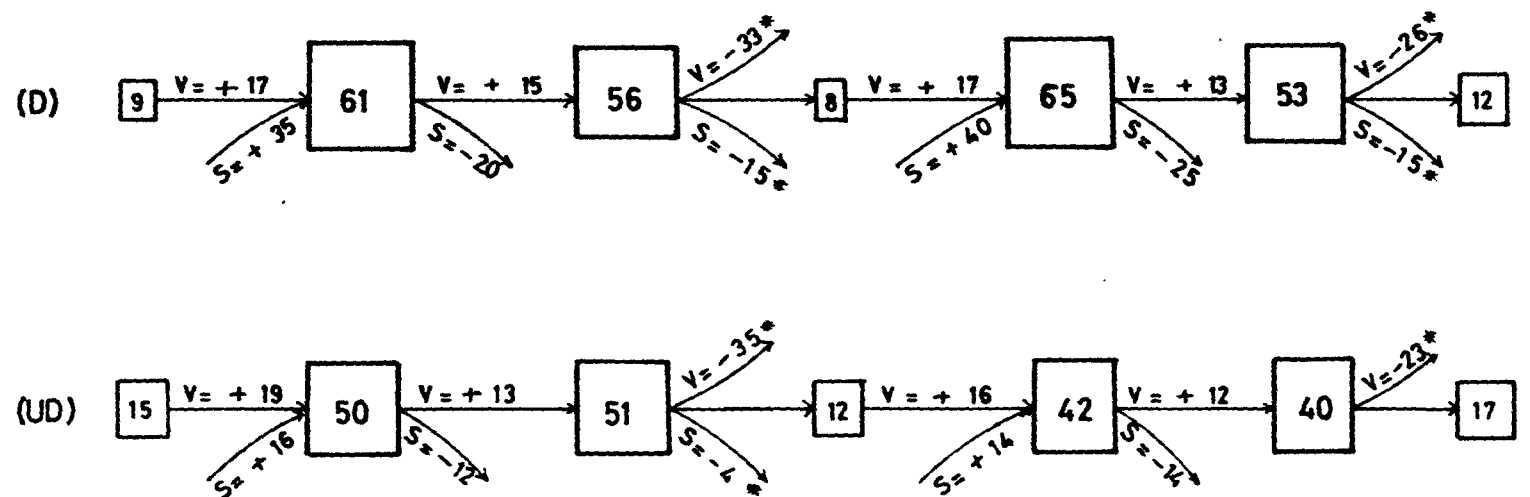 (D) 9 V= + 17 S= + 35 61 V= + 15 S= -20 56 V= -33* S= -15* 8 V= + 17 S= + 40 65 V= + 13 S= -25 53 V= -26* S= -15* 12
(UD) 15 V= + 19 S= + 16 50 V= + 13 S= -12 51 V= -35* S= -4* 12 V= + 16 S= + 14 42 V= + 12 S= -14 40 V= -23* 17